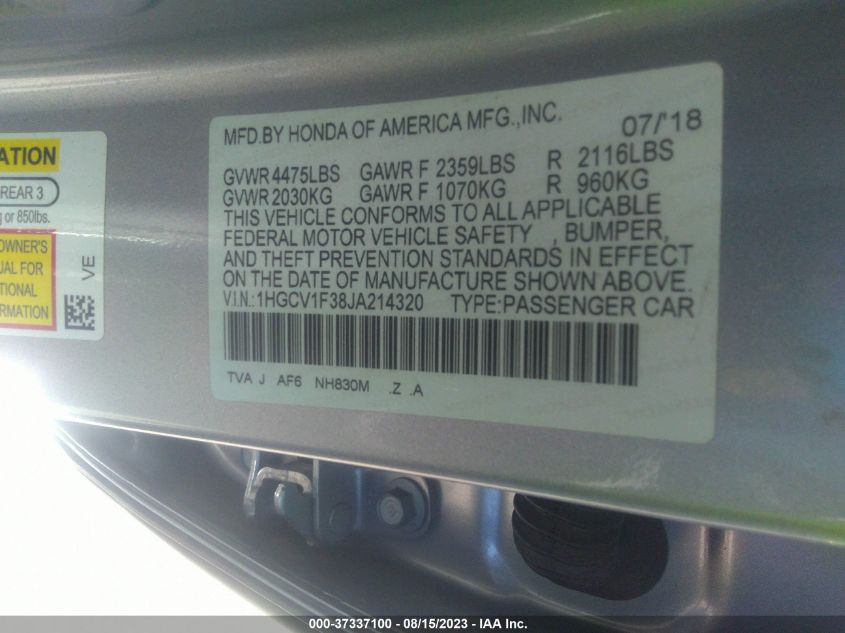 ATION
REAR 3
g or 850lbs.
OWNER'S
UAL FOR
ITIONAL
RMATION
VE
MFD.BY HONDA OF AMERICA MFG.,INC. 07/'18
GVWR 4475LBS GAWR F 2359LBS R 2116LBS
GVWR 2030KG GAWR F 1070KG R 960KG
THIS VEHICLE CONFORMS TO ALL APPLICABLE
FEDERAL MOTOR VEHICLE SAFETY , BUMPER,
AND THEFT PREVENTION STANDARDS IN EFFECT
ON THE DATE OF MANUFACTURE SHOWN ABOVE.
V.I.N.:1HGCV1F38JA214320 TYPE:PASSENGER CAR
TVA J AF6 NH830M .Z .A
000-37337100 - 08/15/2023 - IAA Inc.